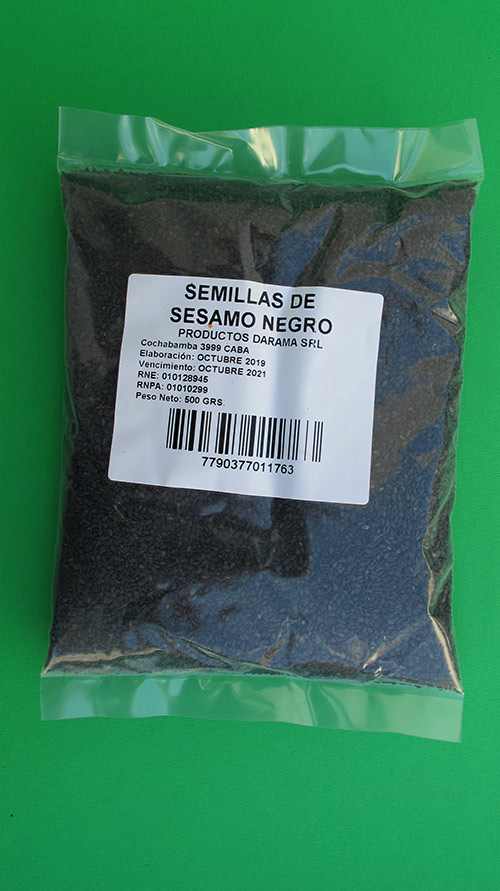 SEMILLAS DE
SESAMO NEGRO
PRODUCTOS DARAMA SRL
Cochabamba 3999 CABA
Elaboración: OCTUBRE 2019
Vencimiento: OCTUBRE 2021
RNE: 010128945
RNPA: 01010299
Peso Neto: 500 GRS.
7790377011763